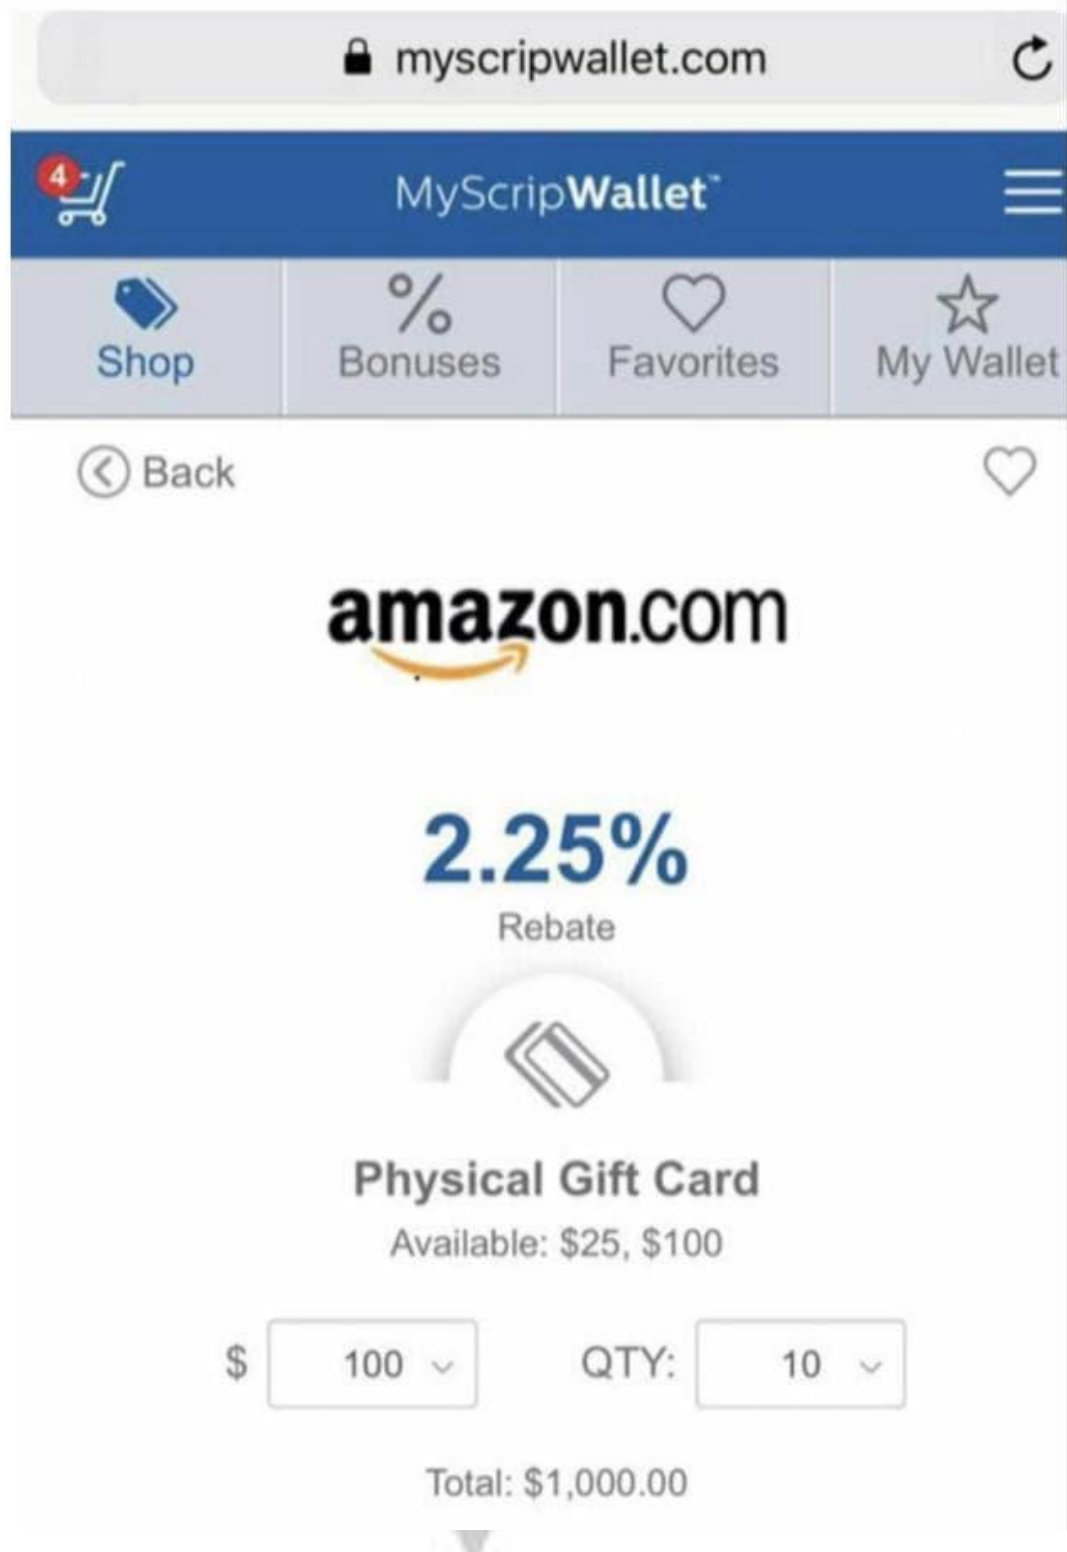 myscripwallet.com
4
MyScripWallet™
Shop Bonuses Favorites My Wallet
Back
amazon.com
2.25%
Rebate
Physical Gift Card
Available: $25, $100
$ 100 QTY: 10
Total: $1,000.00